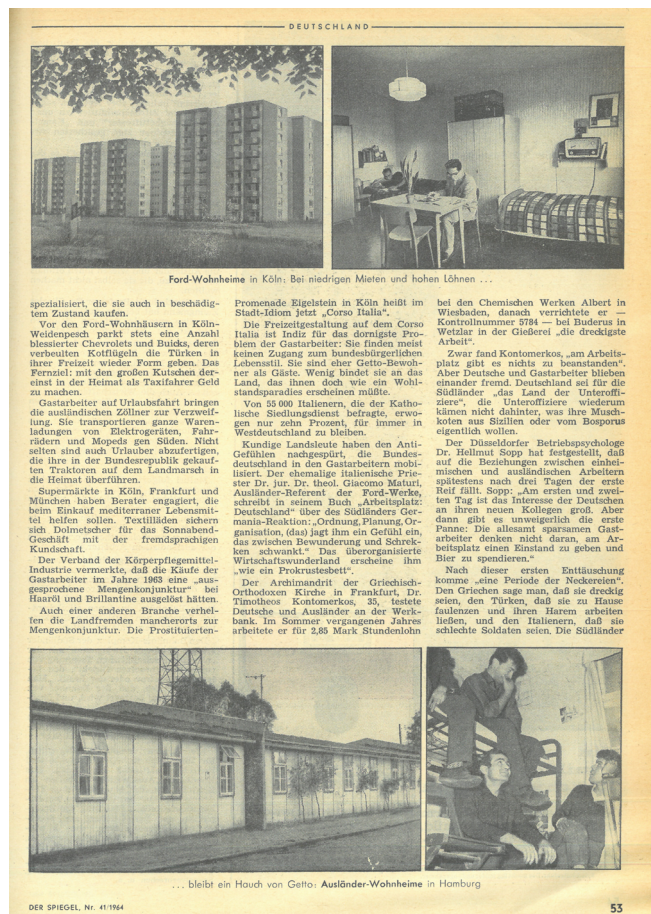 DEUTSCHLAND
Ford-Wohnheime in Köln: Bei niedrigen Mieten und hohen Löhnen ...
spezialisiert, die sie auch in beschädig-
tem Zustand kaufen.
Vor den Ford-Wohnhäusern in Köln-
Weidenpesch parkt stets eine Anzahl
blessierter Chevrolets und Buicks, deren
verbeulten Kotflügeln die Türken in
ihrer Freizeit wieder Form geben. Das
Fernziel: mit den großen Kutschen der-
einst in der Heimat als Taxifahrer Geld
zu machen.
Gastarbeiter auf Urlaubsfahrt bringen
die ausländischen Zöllner zur Verzweif-
lung. Sie transportieren ganze Waren-
ladungen von Elektrogeräten, Fahr-
rädern und Mopeds gen Süden. Nicht
selten sind auch Urlauber abzufertigen,
die ihre in der Bundesrepublik gekauf-
ten Traktoren auf dem Landmarsch in
die Heimat überführen.
Supermärkte in Köln, Frankfurt und
München haben Berater engagiert, die
beim Einkauf mediterraner Lebensmit-
tel helfen sollen. Textilläden sichern
sich Dolmetscher für das Sonnabend-
Geschäft mit der fremdsprachigen
Kundschaft.
Der Verband der Körperpflegemittel-
Industrie vermerkte, daß die Käufe der
Gastarbeiter im Jahre 1963 eine „aus-
gesprochene Mengenkonjunktur" bei
Haaröl und Brillantine ausgelöst hätten.
Auch einer anderen Branche verhel-
fen die Landfremden mancherorts zur
Mengenkonjunktur. Die Prostituierten-
Promenade Eigelstein in Köln heißt im
Stadt-Idiom jetzt „Corso Italia".
Die Freizeitgestaltung auf dem Corso
Italia ist Indiz für das dornigste Pro-
blem der Gastarbeiter: Sie finden meist
keinen Zugang zum bundesbürgerlichen
Lebensstil. Sie sind eher Getto-Bewoh-
ner als Gäste. Wenig bindet sie an das
Land, das ihnen doch wie ein Wohl-
standsparadies erscheinen müßte.
Von 55 000 Italienern, die der Katho-
lische Siedlungsdienst befragte, erwo-
gen nur zehn Prozent, für immer in
Westdeutschland zu bleiben.
Kundige Landsleute haben den Anti-
Gefühlen nachgespürt, die Bundes-
deutschland in den Gastarbeitern mobi-
lisiert. Der ehemalige italienische Prie-
ster Dr. jur. Dr. theol. Giacomo Maturi,
Ausländer-Referent der Ford-Werke,
schreibt in seinem Buch „Arbeitsplatz:
Deutschland" über des Südländers Ger-
mania-Reaktion: „Ordnung, Planung, Or-
ganisation, (das) jagt ihm ein Gefühl ein,
das zwischen Bewunderung und Schrek-
ken schwankt." Das überorganisierte
Wirtschaftswunderland erscheine ihm
„wie ein Prokrustesbett".
Der Archimandrit der Griechisch-
Orthodoxen Kirche in Frankfurt, Dr.
Timotheos Kontomerkos, 35, testete
Deutsche und Ausländer an der Werk-
bank. Im Sommer vergangenen Jahres
arbeitete er für 2,85 Mark Stundenlohn
bei den Chemischen Werken Albert in
Wiesbaden, danach verrichtete er —
Kontrollnummer 5784 — bei Buderus in
Wetzlar in der Gießerei „die dreckigste
Arbeit".
Zwar fand Kontomerkos, „am Arbeits-
platz gibt es nichts zu beanstanden".
Aber Deutsche und Gastarbeiter blieben
einander fremd. Deutschland sei für die
Südländer „das Land der Unteroffi-
ziere", die Unteroffiziere wiederum
kämen nicht dahinter, was ihre Musch-
koten aus Sizilien oder vom Bosporus
eigentlich wollen.
Der Düsseldorfer Betriebspsychologe
Dr. Hellmut Sopp hat festgestellt, daß
auf die Beziehungen zwischen einhei-
mischen und ausländischen Arbeitern
spätestens nach drei Tagen der erste
Reif fällt. Sopp: „Am ersten und zwei-
ten Tag ist das Interesse der Deutschen
an ihren neuen Kollegen groß. Aber
dann gibt es unweigerlich die erste
Panne: Die allesamt sparsamen Gast-
arbeiter denken nicht daran, am Ar-
beitsplatz einen Einstand zu geben und
Bier zu spendieren."
Nach dieser ersten Enttäuschung
komme „eine Periode der Neckereien".
Den Griechen sage man, daß sie dreckig
seien, den Türken, daß sie zu Hause
faulenzen und ihren Harem arbeiten
ließen, und den Italienern, daß sie
schlechte Soldaten seien. Die Südländer
... bleibt ein Hauch von Getto: Ausländer-Wohnheime in Hamburg
DER SPIEGEL, Nr. 41/1964
53